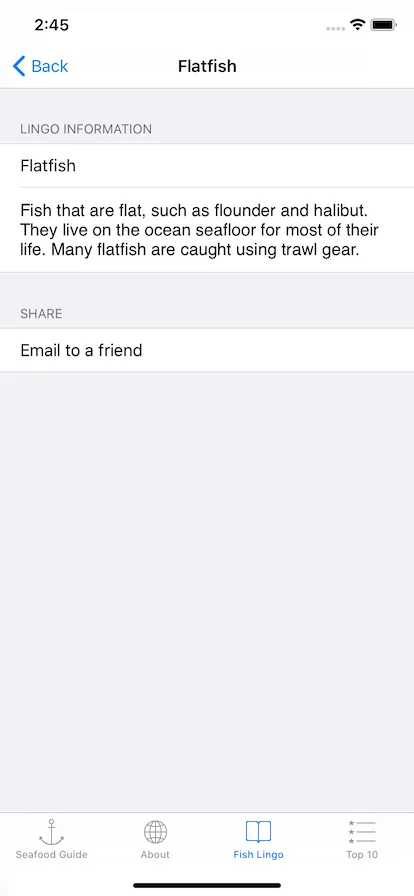 2:45
Back
Flatfish
LINGO INFORMATION
Flatfish
Fish that are flat, such as flounder and halibut.
They live on the ocean seafloor for most of their
life. Many flatfish are caught using trawl gear.
SHARE
Email to a friend
Seafood Guide
About
Fish Lingo
Top 10